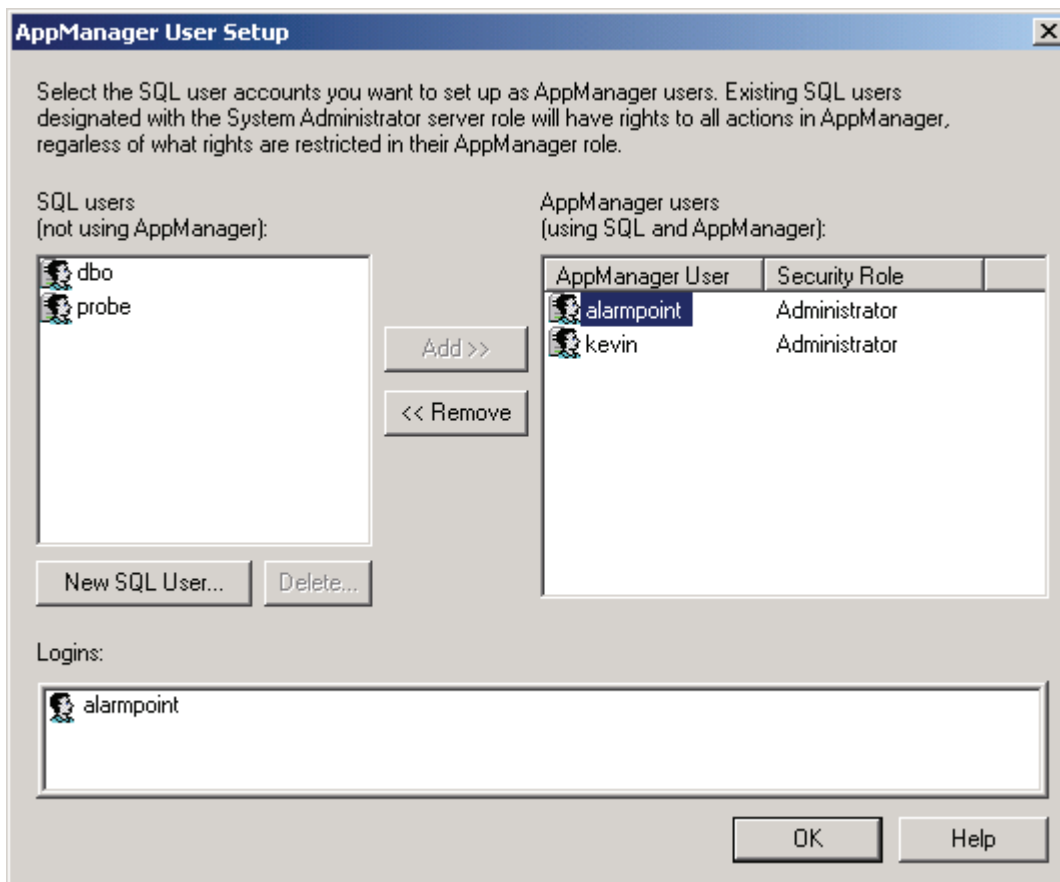 AppManager User Setup
Select the SQL user accounts you want to set up as AppManager users. Existing SQL users
designated with the System Administrator server role will have rights to all actions in AppManager,
regarless of what rights are restricted in their AppManager role.
SQL users
(not using AppManager):
dbo
probe
Add >>
<< Remove
New SQL User...
Delete...
AppManager users
(using SQL and AppManager):
AppManager User Security Role
alarmpoint Administrator
kevin Administrator
Logins:
alarmpoint
OK
Help